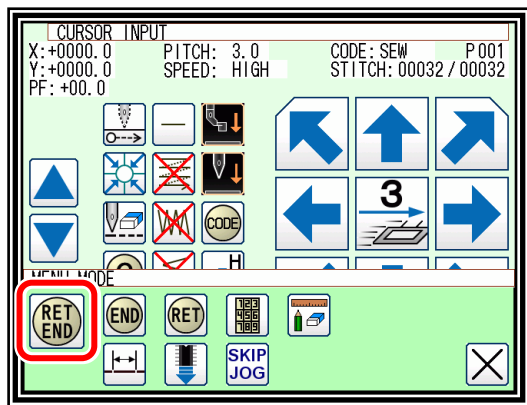 CURSOR INPUT
X:+0000.0 PITCH: 3.0 CODE:SEW P001
Y:+0000.0 SPEED: HIGH STITCH:00032/00032
PF:+00.0
3
CODE
H
MENU MODE
RET END
END
RET
123
456
789
SKIP JOG